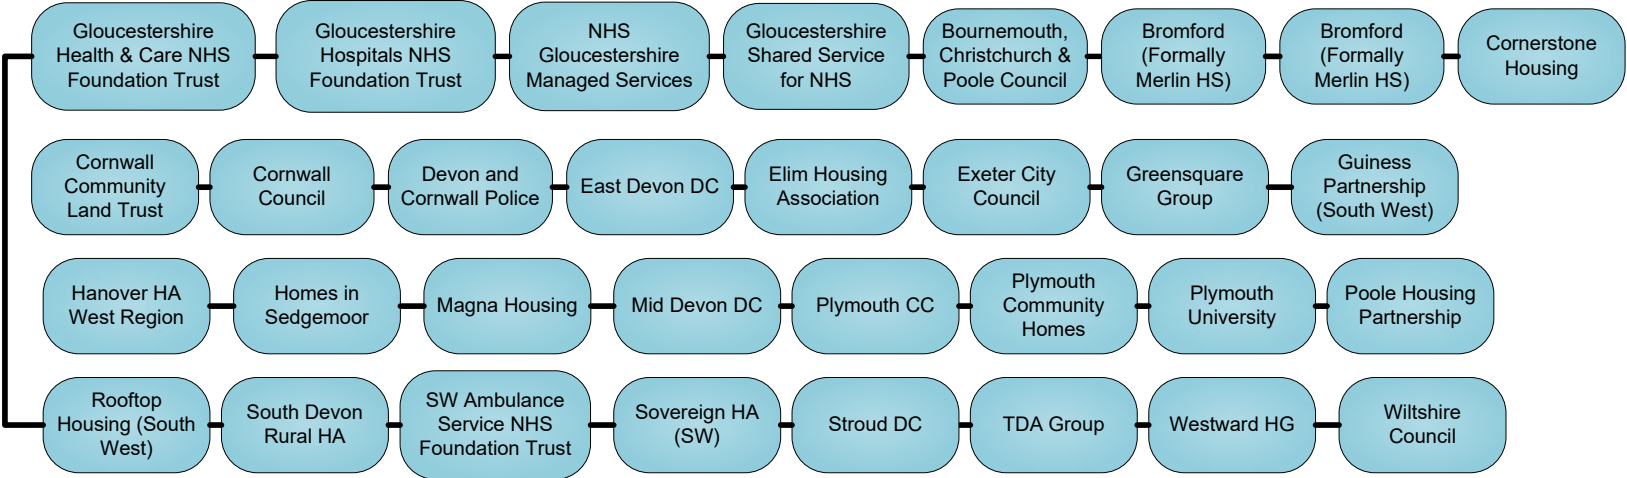 Gloucestershire
Health & Care NHS
Foundation Trust
Gloucestershire
Hospitals NHS
Foundation Trust
NHS
Gloucestershire
Managed Services
Gloucestershire
Shared Service
for NHS
Bournemouth,
Christchurch &
Poole Council
Bromford
(Formally
Merlin HS)
Bromford
(Formally
Merlin HS)
Cornerstone
Housing
Cornwall
Community
Land Trust
Cornwall
Council
Devon and
Cornwall Police
East Devon DC
Elim Housing
Association
Exeter City
Council
Greensquare
Group
Guiness
Partnership
(South West)
Hanover HA
West Region
Homes in
Sedgemoor
Magna Housing
Mid Devon DC
Plymouth CC
Plymouth
Community
Homes
Plymouth
University
Poole Housing
Partnership
Rooftop
Housing (South
West)
South Devon
Rural HA
SW Ambulance
Service NHS
Foundation Trust
Sovereign HA
(SW)
Stroud DC
TDA Group
Westward HG
Wiltshire
Council